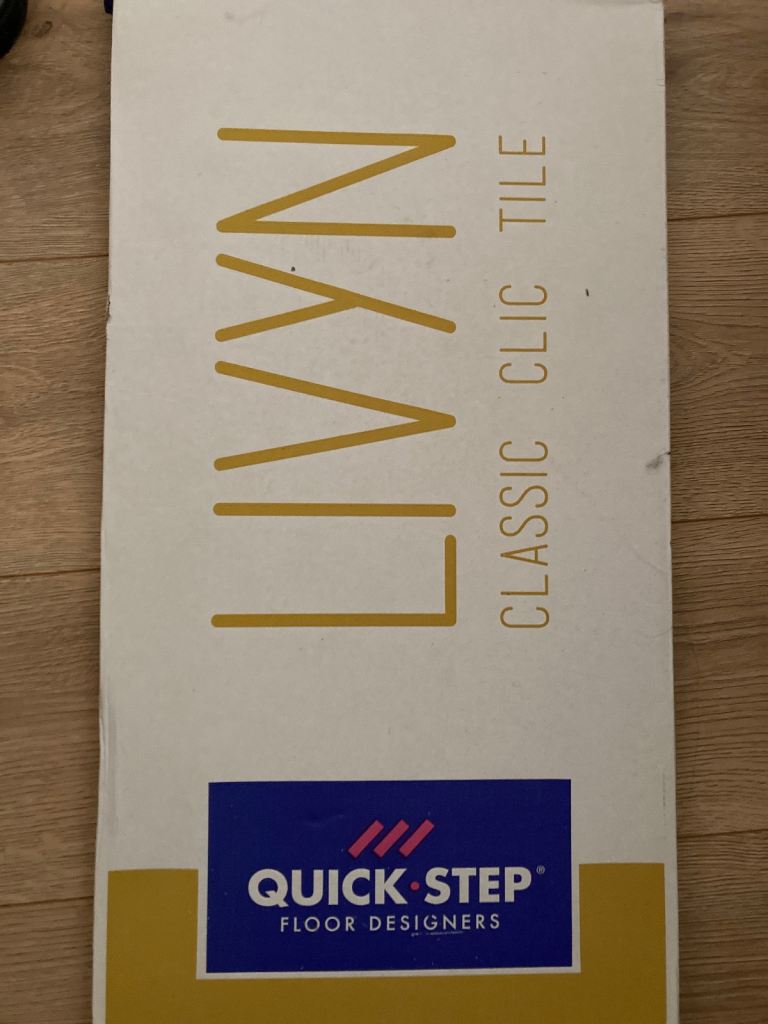 LIVYN
CLASSIC CLIC TILE
QUICK·STEP®
FLOOR DESIGNERS